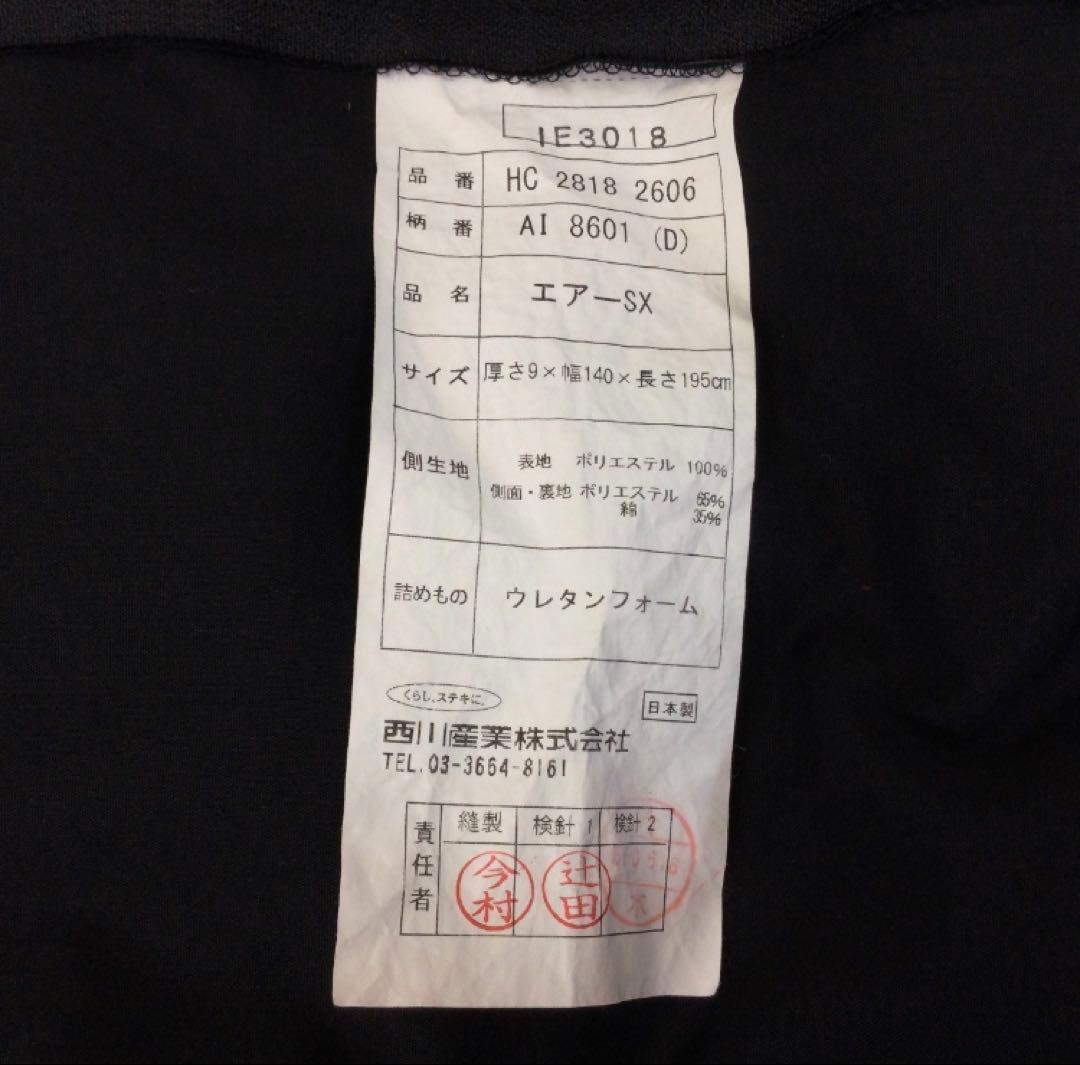 IE3018
品番 HC 2818 2606
柄番 AI 8601 (D)
品名 エアーSX
サイズ 厚さ9×幅140×長さ195cm
側生地 表地 ポリエステル 100%
側面・裏地 ポリエステル 65%
綿 35%
詰めもの ウレタンフォーム
くらし、ステキに。
日本製
西川産業株式会社
TEL.03-3664-8161
責任者 縫製 検針1 検針2
今村 辻田